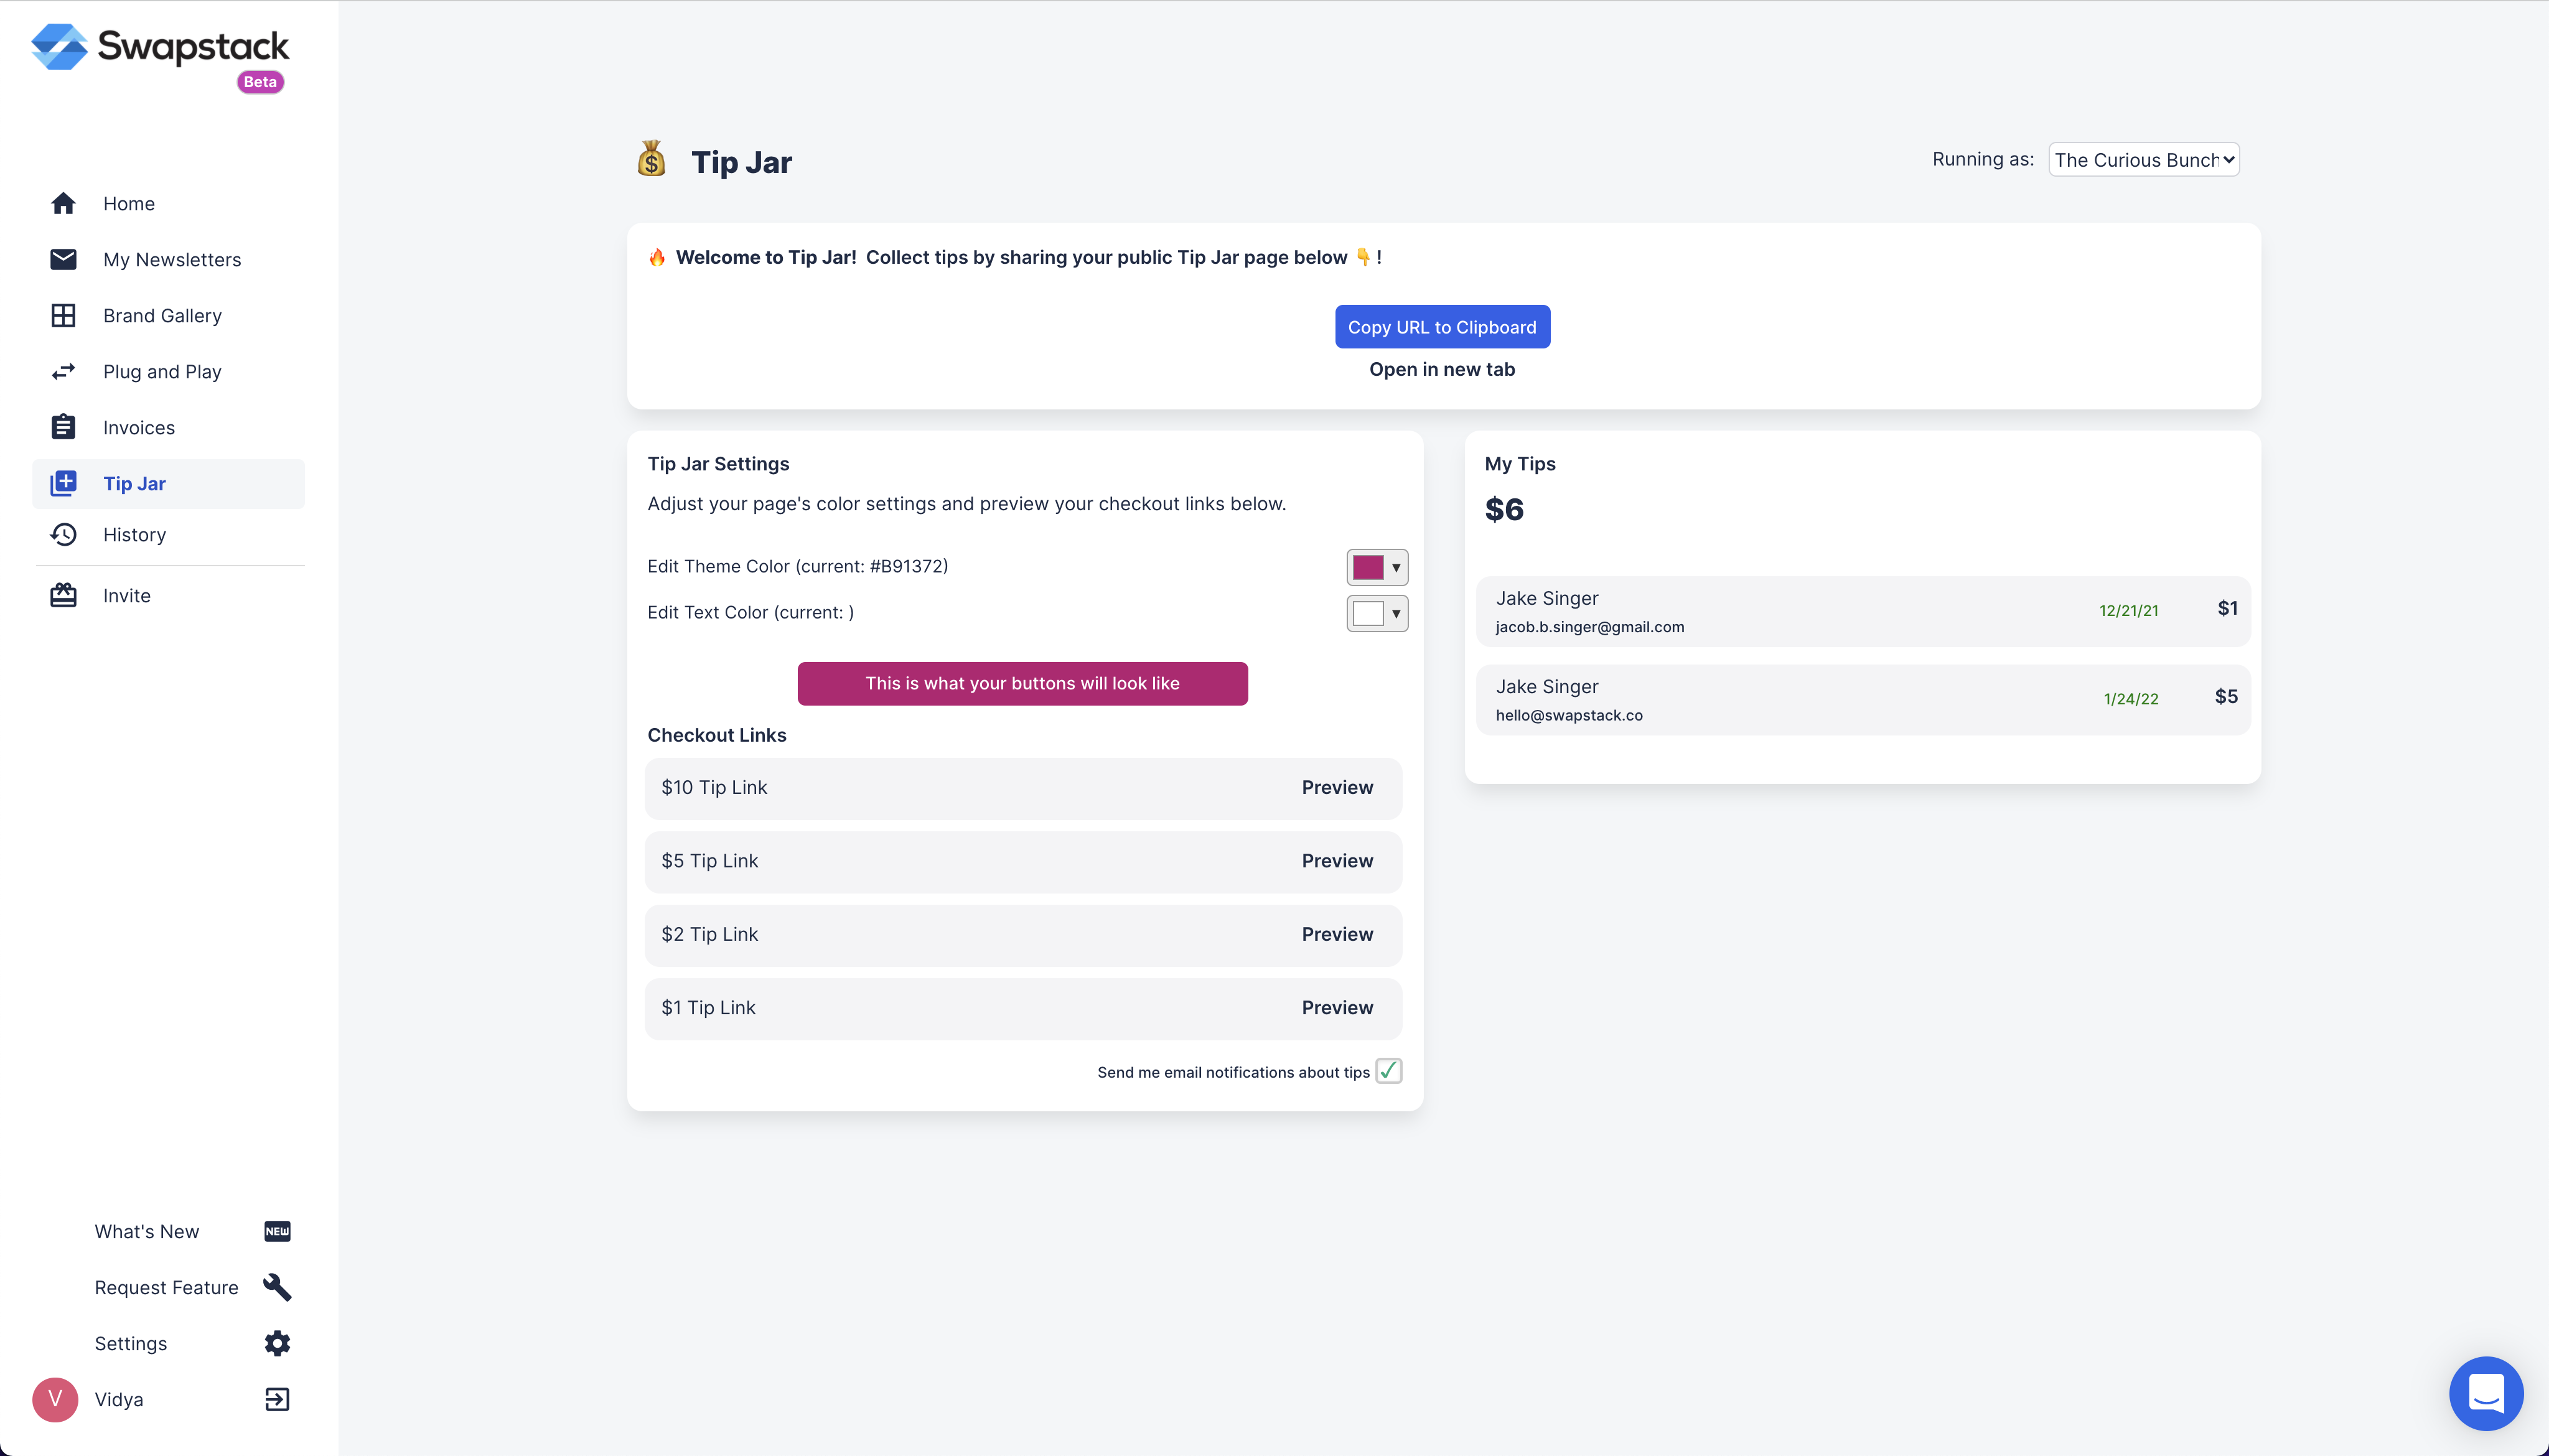 Swapstack
Beta
Home
My Newsletters
Brand Gallery
Plug and Play
Invoices
Tip Jar
History
Invite
What's New
NEW
Request Feature
Settings
V
Vidya
Tip Jar
Running as: The Curious Bunch
🔥 Welcome to Tip Jar! Collect tips by sharing your public Tip Jar page below 👇 !
Copy URL to Clipboard
Open in new tab
Tip Jar Settings
Adjust your page's color settings and preview your checkout links below.
Edit Theme Color (current: #B91372)
Edit Text Color (current: )
This is what your buttons will look like
Checkout Links
$10 Tip Link Preview
$5 Tip Link Preview
$2 Tip Link Preview
$1 Tip Link Preview
Send me email notifications about tips
My Tips
$6
Jake Singer
jacob.b.singer@gmail.com
12/21/21
$1
Jake Singer
hello@swapstack.co
1/24/22
$5